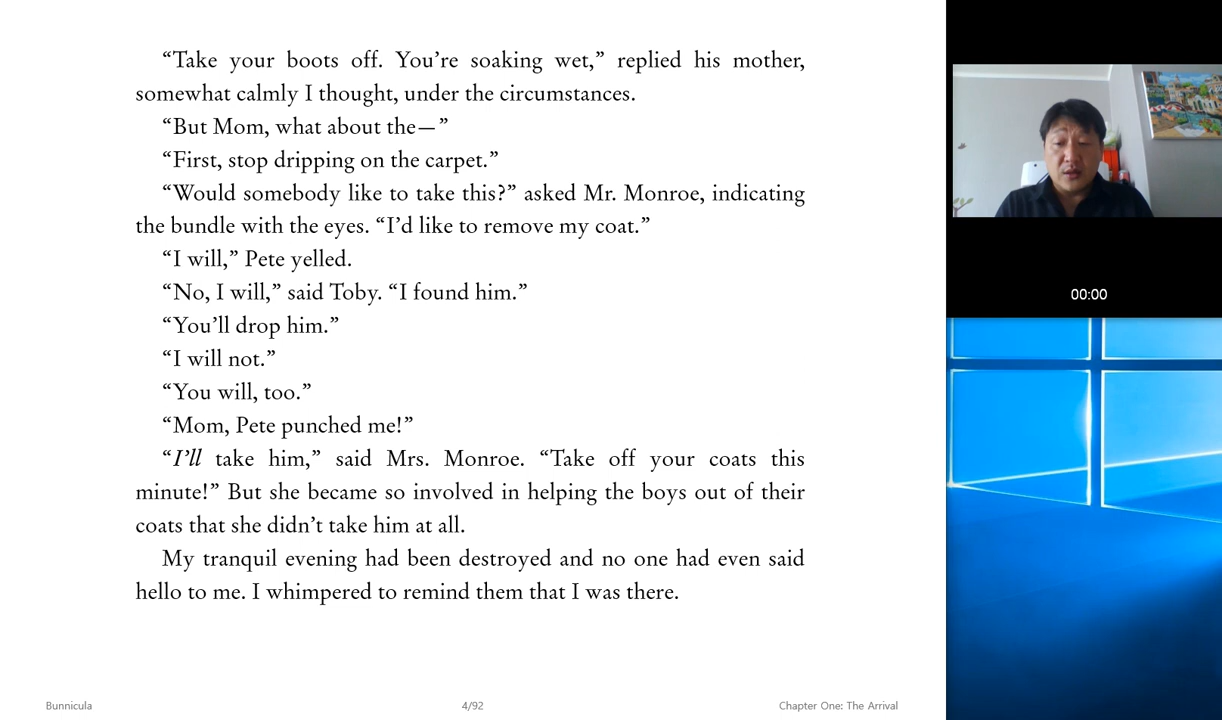 “Take your boots off. You’re soaking wet,” replied his mother,
somewhat calmly I thought, under the circumstances.
“But Mom, what about the—”
“First, stop dripping on the carpet.”
“Would somebody like to take this?” asked Mr. Monroe, indicating
the bundle with the eyes. “I’d like to remove my coat.”
“I will,” Pete yelled.
“No, I will,” said Toby. “I found him.”
“You’ll drop him.”
“I will not.”
“You will, too.”
“Mom, Pete punched me!”
“I’ll take him,” said Mrs. Monroe. “Take off your coats this
minute!” But she became so involved in helping the boys out of their
coats that she didn’t take him at all.
My tranquil evening had been destroyed and no one had even said
hello to me. I whimpered to remind them that I was there.
Bunnicula
4/92
Chapter One: The Arrival
00:00